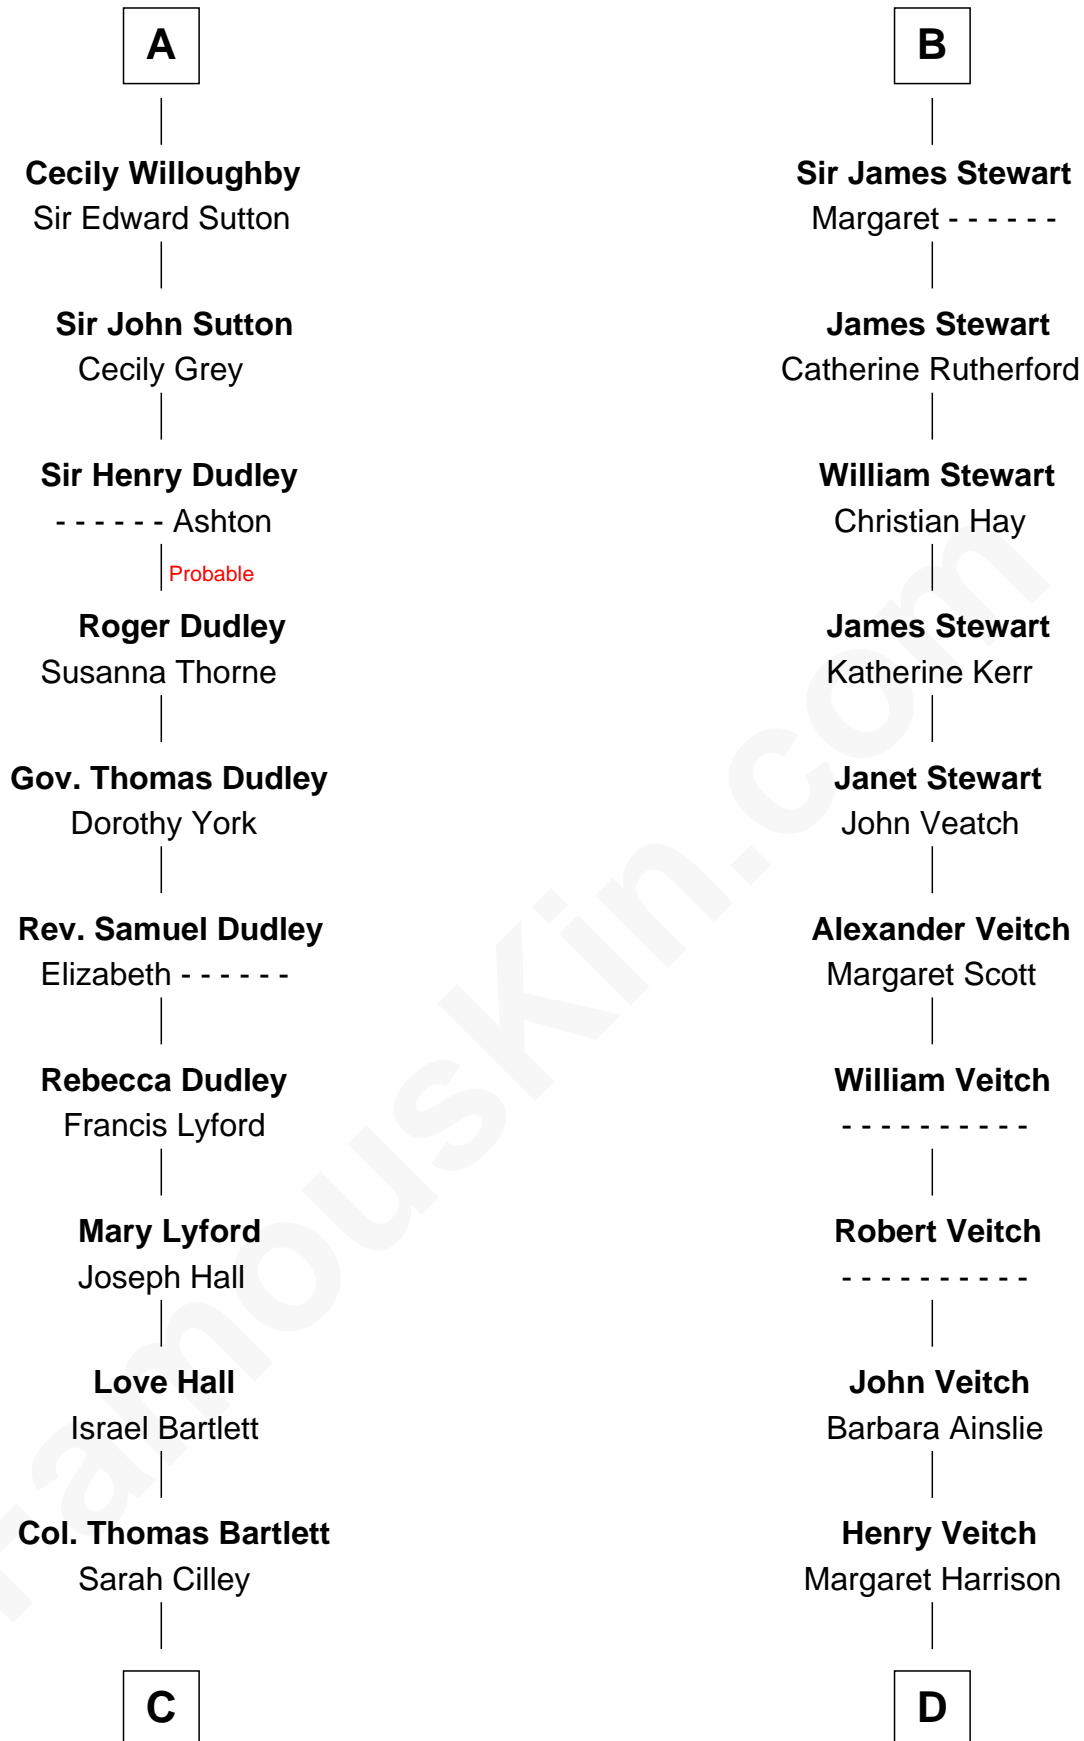 A
Cecily Willoughby
Sir Edward Sutton
Sir John Sutton
Cecily Grey
Sir Henry Dudley
- - - - - - Ashton
Probable
Roger Dudley
Susanna Thorne
Gov. Thomas Dudley
Dorothy York
Rev. Samuel Dudley
Elizabeth - - - - - -
Rebecca Dudley
Francis Lyford
Mary Lyford
Joseph Hall
Love Hall
Israel Bartlett
Col. Thomas Bartlett
Sarah Cilley
C
B
Sir James Stewart
Margaret - - - - - -
James Stewart
Catherine Rutherford
William Stewart
Christian Hay
James Stewart
Katherine Kerr
Janet Stewart
John Veatch
Alexander Veitch
Margaret Scott
William Veitch
- - - - - - - - - -
Robert Veitch
- - - - - - - - - -
John Veitch
Barbara Ainslie
Henry Veitch
Margaret Harrison
D
FamousKin.com